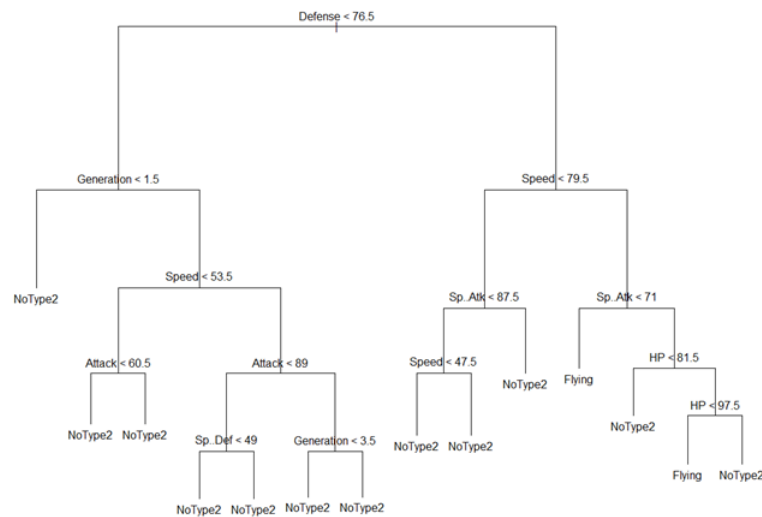 Defense < 76.5
Generation < 1.5
Speed < 79.5
NoType2
Speed < 53.5
Sp..Atk < 87.5
Sp..Atk < 71
Attack < 60.5
Attack < 89
Speed < 47.5
NoType2
Flying
HP < 81.5
NoType2 NoType2
Sp..Def < 49
Generation < 3.5
NoType2 NoType2
NoType2
HP < 97.5
NoType2 NoType2
NoType2 NoType2
Flying
NoType2